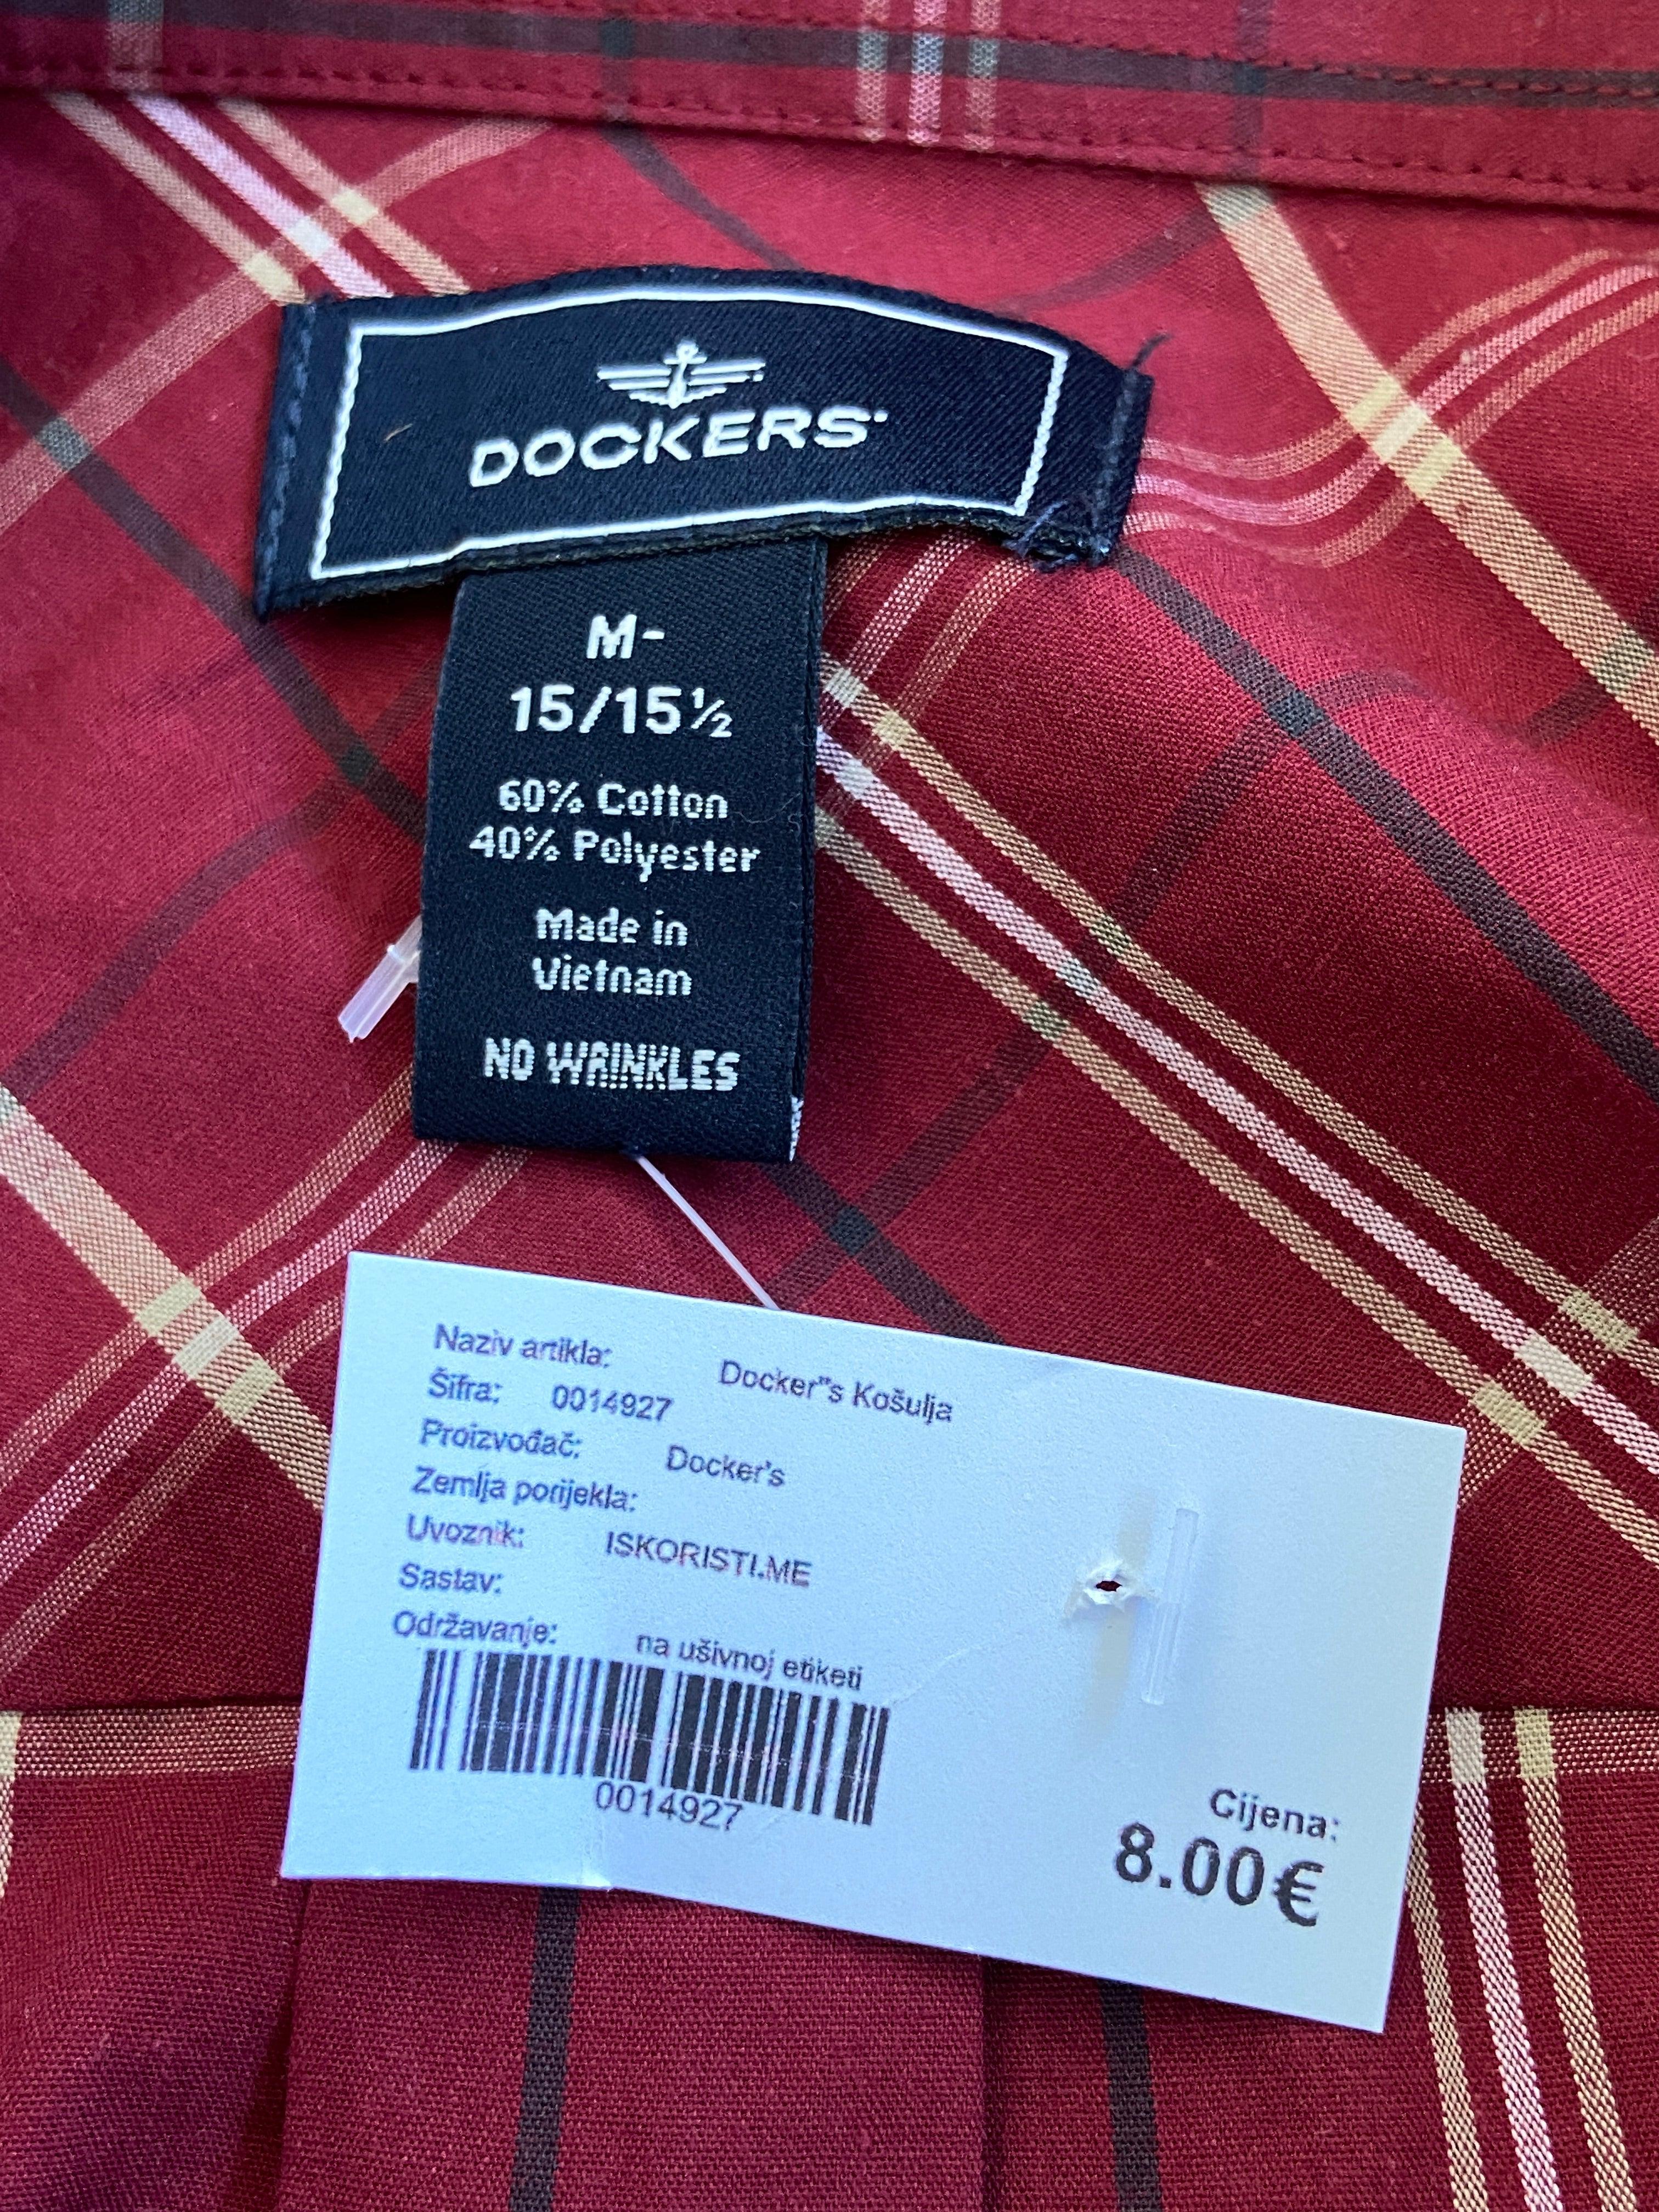 DOCKERS
M-
15/15½
60% Cotton
40% Polyester
Made in
Vietnam
NO WRINKLES
Naziv artikla: Docker"s Košulja
Šifra: 0014927
Proizvođač: Docker's
Zemlja porijekla:
Uvoznik: ISKORISTI.ME
Sastav:
Održavanje: na ušivnoj etiketi
0014927
Cijena:
8.00€